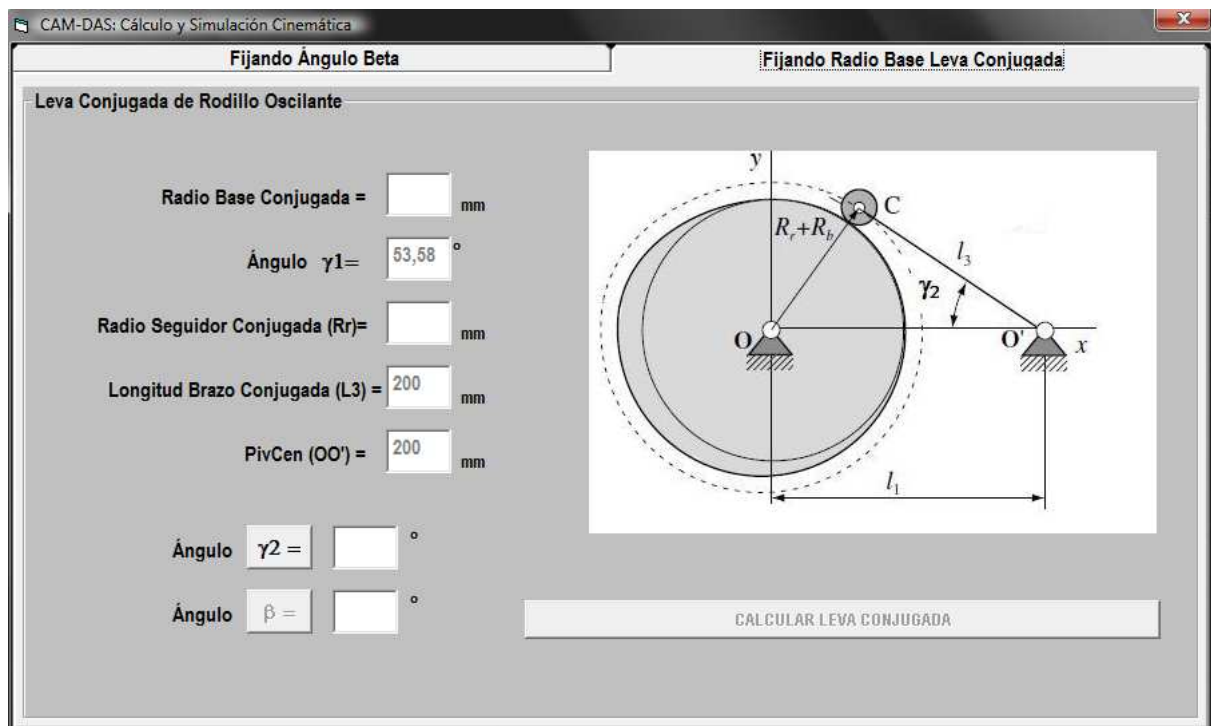 CAM-DAS: Cálculo y Simulación Cinemática
Fijando Ángulo Beta
Fijando Radio Base Leva Conjugada
Leva Conjugada de Rodillo Oscilante
Radio Base Conjugada = mm
Ángulo γ1= 53,58 °
Radio Seguidor Conjugada (Rr)= mm
Longitud Brazo Conjugada (L3) = 200 mm
PivCen (OO') = 200 mm
Ángulo γ2 = °
Ángulo β = °
y
C
Rr+Rb
l3
γ2
O
O'
x
l1
CALCULAR LEVA CONJUGADA